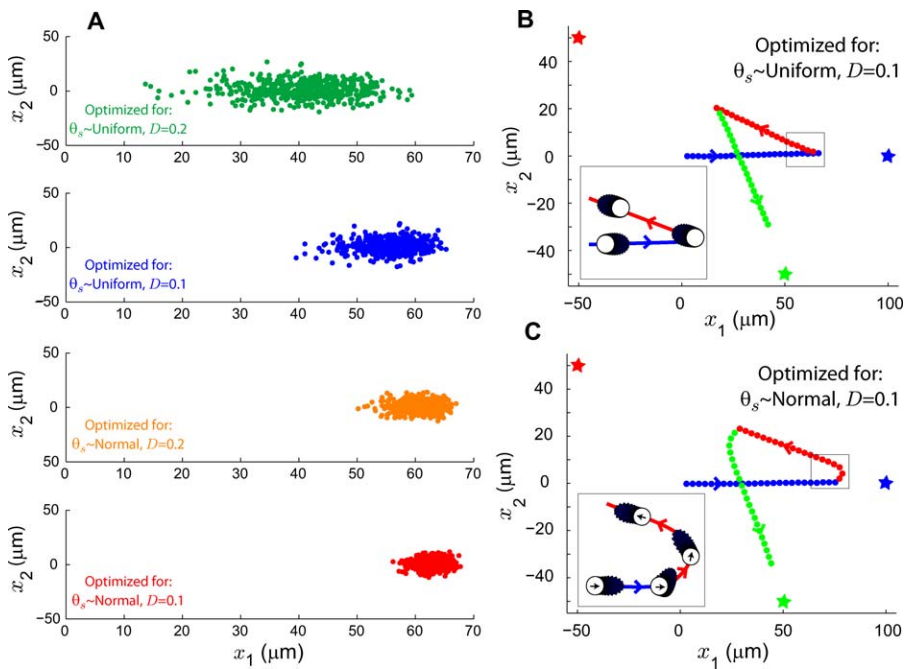 A
50
0
−50
x2 (μm)
Optimized for:
θs~Uniform, D=0.2
0 10 20 30 40 50 60 70
50
0
−50
x2 (μm)
Optimized for:
θs~Uniform, D=0.1
0 10 20 30 40 50 60 70
50
0
−50
x2 (μm)
Optimized for:
θs~Normal, D=0.2
0 10 20 30 40 50 60 70
50
0
−50
x2 (μm)
Optimized for:
θs~Normal, D=0.1
0 10 20 30 40 50 60 70
x1 (μm)
B
Optimized for:
θs~Uniform, D=0.1
40
20
0
−20
−40
x2 (μm)
−50 0 50 100
x1 (μm)
C
Optimized for:
θs~Normal, D=0.1
40
20
0
−20
−40
x2 (μm)
−50 0 50 100
x1 (μm)